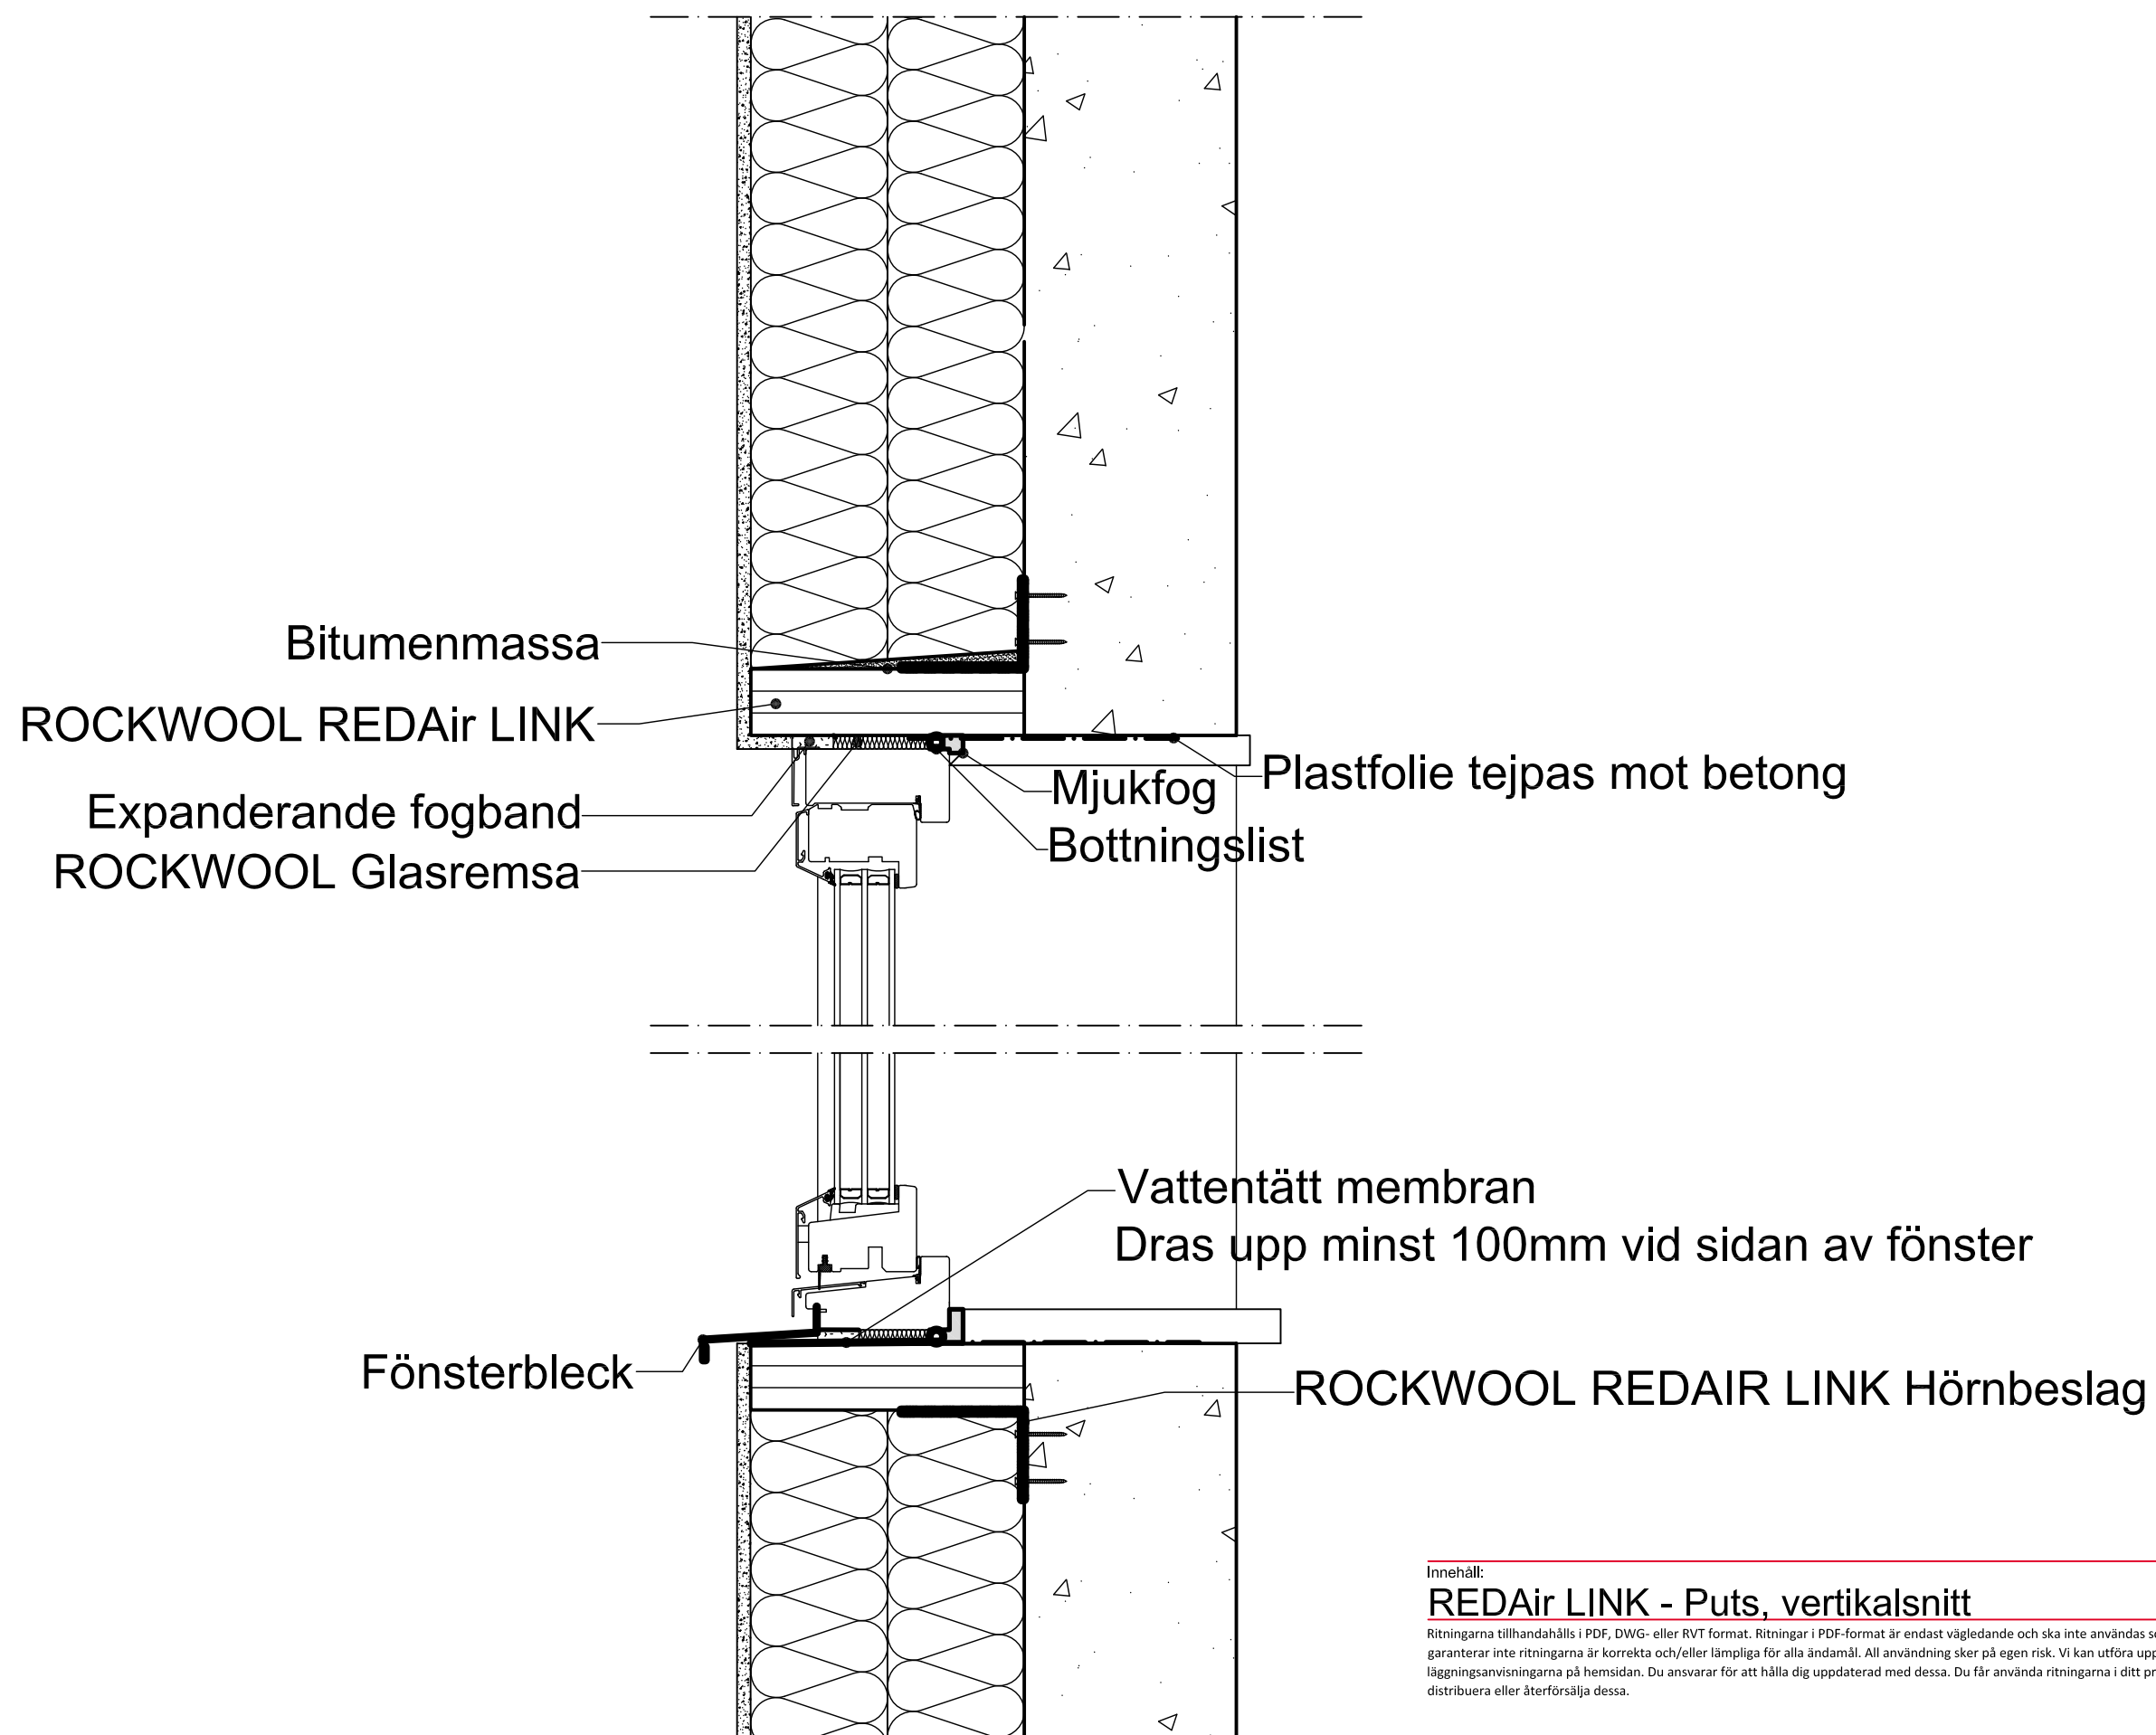 Bitumenmassa
ROCKWOOL REDAir LINK
Expanderande fogband
ROCKWOOL Glasremsa
Mjukfog
Plastfolie tejpas mot betong
Bottningslist
Vattentätt membran
Dras upp minst 100mm vid sidan av fönster
Fönsterbleck
ROCKWOOL REDAIR LINK Hörnbeslag
Innehåll:
REDAir LINK - Puts, vertikalsnitt
Ritningarna tillhandahålls i PDF, DWG- eller RVT format. Ritningar i PDF-format är endast vägledande och ska inte användas
garanterar inte ritningarna är korrekta och/eller lämpliga för alla ändamål. All användning sker på egen risk. Vi kan utföra
läggningsanvisningarna på hemsidan. Du ansvarar för att hålla dig uppdaterad med dessa. Du får använda ritningarna i ditt
distribuera eller återförsälja dessa.